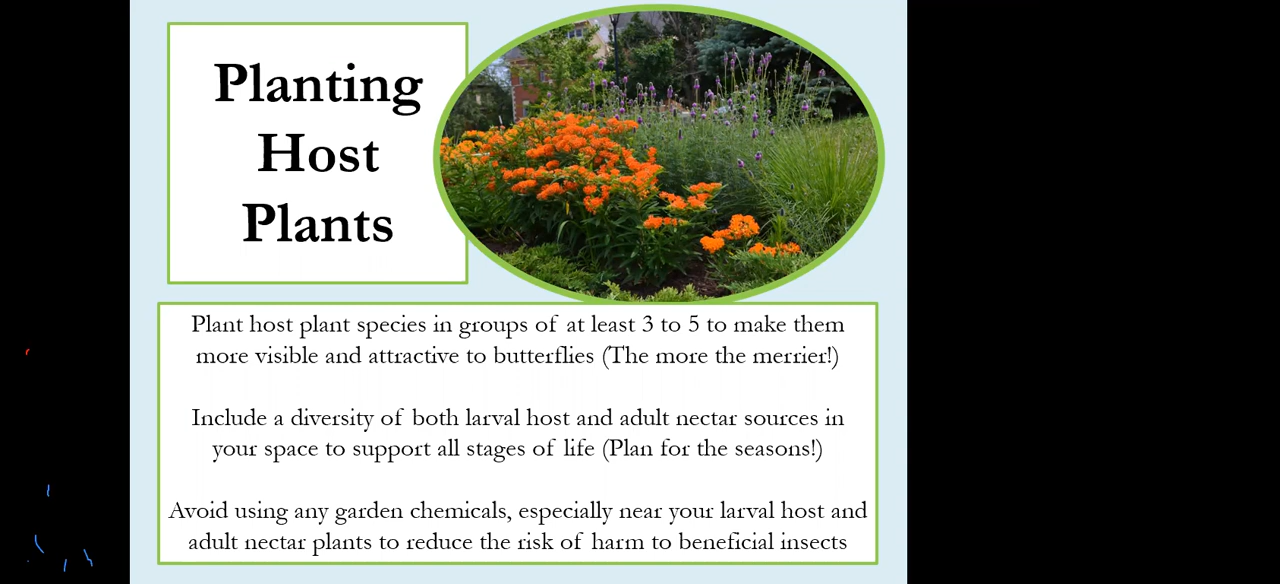 Planting
Host
Plants
Plant host plant species in groups of at least 3 to 5 to make them
more visible and attractive to butterflies (The more the merrier!)
Include a diversity of both larval host and adult nectar sources in
your space to support all stages of life (Plan for the seasons!)
Avoid using any garden chemicals, especially near your larval host and
adult nectar plants to reduce the risk of harm to beneficial insects